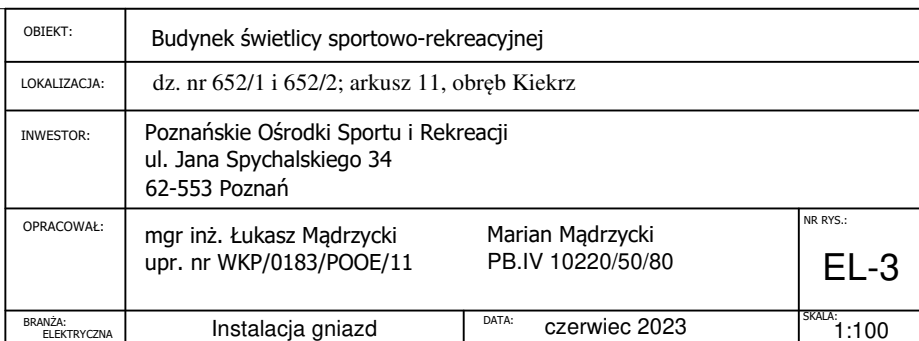 OBIEKT: Budynek świetlicy sportowo-rekreacyjnej
LOKALIZACJA: dz. nr 652/1 i 652/2; arkusz 11, obręb Kiekrz
INWESTOR: Poznańskie Ośrodki Sportu i Rekreacji
ul. Jana Spychalskiego 34
62-553 Poznań
OPRACOWAŁ: mgr inż. Łukasz Mądrzycki Marian Mądrzycki NR RYS.:
upr. nr WKP/0183/POOE/11 PB.IV 10220/50/80 EL-3
BRANŻA: ELEKTRYCZNA Instalacja gniazd DATA: czerwiec 2023 SKALA: 1:100